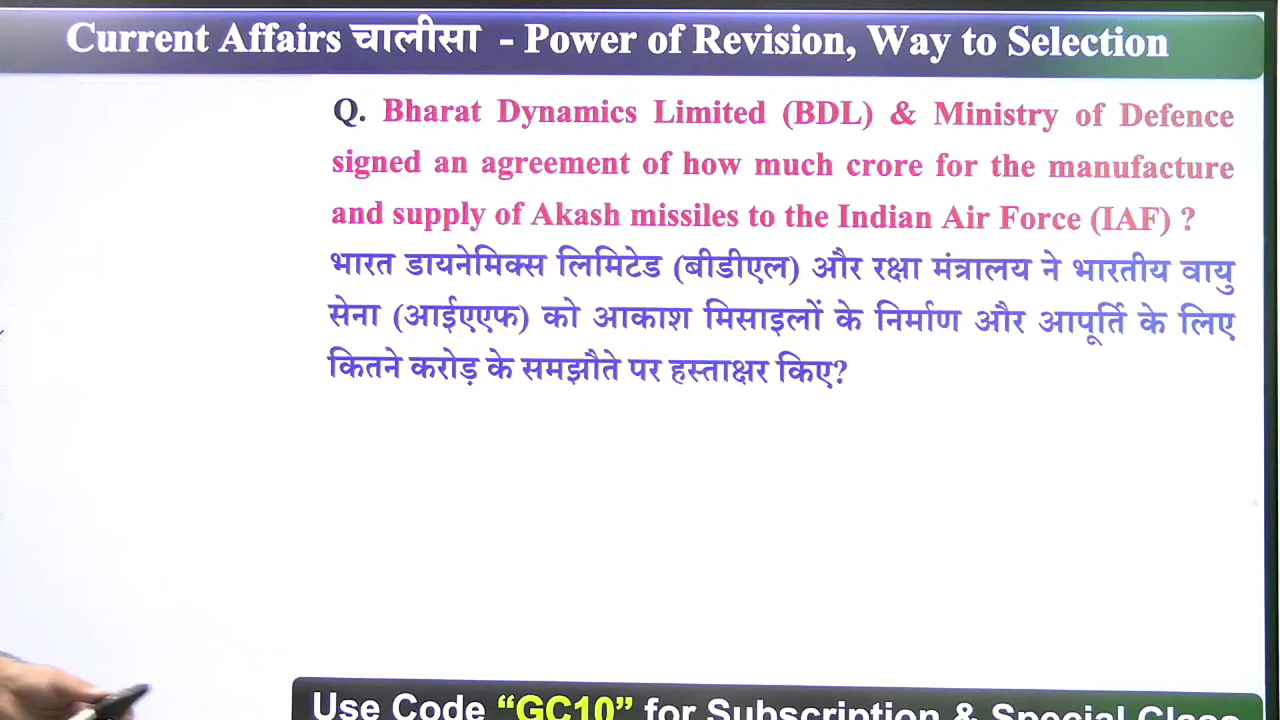 Current Affairs चालीसा - Power of Revision, Way to Selection
Q. Bharat Dynamics Limited (BDL) & Ministry of Defence
signed an agreement of how much crore for the manufacture
and supply of Akash missiles to the Indian Air Force (IAF) ?
भारत डायनेमिक्स लिमिटेड (बीडीएल) और रक्षा मंत्रालय ने भारतीय वायु
सेना (आईएएफ) को आकाश मिसाइलों के निर्माण और आपूर्ति के लिए
कितने करोड़ के समझौते पर हस्ताक्षर किए?
Use Code “GC10” for Subscription & Special Class